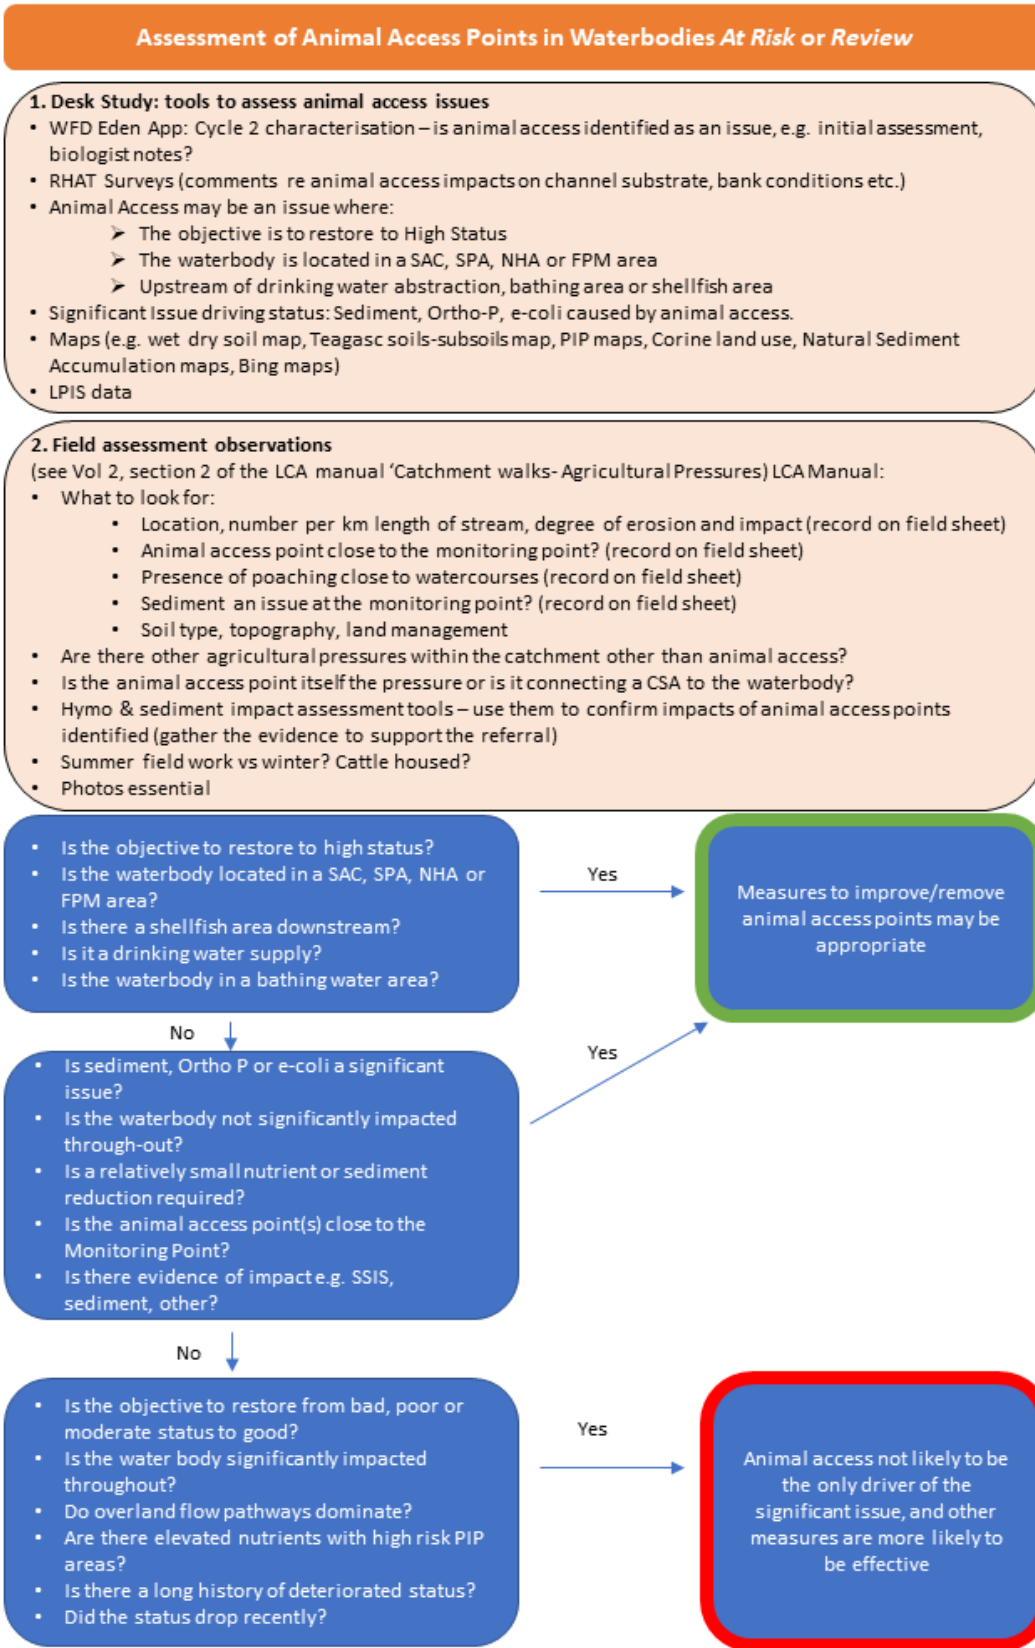 Assessment of Animal Access Points in Waterbodies At Risk or Review
1. Desk Study: tools to assess animal access issues
• WFD Eden App: Cycle 2 characterisation – is animal access identified as an issue, e.g. initial assessment,
biologist notes?
• RHAT Surveys (comments re animal access impacts on channel substrate, bank conditions etc.)
• Animal Access may be an issue where:
➢ The objective is to restore to High Status
➢ The waterbody is located in a SAC, SPA, NHA or FPM area
➢ Upstream of drinking water abstraction, bathing area or shellfish area
• Significant Issue driving status: Sediment, Ortho-P, e-coli caused by animal access.
• Maps (e.g. wet dry soil map, Teagasc soils-subsoils map, PIP maps, Corine land use, Natural Sediment
Accumulation maps, Bing maps)
• LPIS data
2. Field assessment observations
(see Vol 2, section 2 of the LCA manual ‘Catchment walks- Agricultural Pressures) LCA Manual:
• What to look for:
• Location, number per km length of stream, degree of erosion and impact (record on field sheet)
• Animal access point close to the monitoring point? (record on field sheet)
• Presence of poaching close to watercourses (record on field sheet)
• Sediment an issue at the monitoring point? (record on field sheet)
• Soil type, topography, land management
• Are there other agricultural pressures within the catchment other than animal access?
• Is the animal access point itself the pressure or is it connecting a CSA to the waterbody?
• Hymo & sediment impact assessment tools – use them to confirm impacts of animal access points
identified (gather the evidence to support the referral)
• Summer field work vs winter? Cattle housed?
• Photos essential
• Is the objective to restore to high status?
• Is the waterbody located in a SAC, SPA, NHA or
FPM area?
• Is there a shellfish area downstream?
• Is it a drinking water supply?
• Is the waterbody in a bathing water area?
Yes
Measures to improve/remove
animal access points may be
appropriate
No
• Is sediment, Ortho P or e-coli a significant
issue?
• Is the waterbody not significantly impacted
through-out?
• Is a relatively small nutrient or sediment
reduction required?
• Is the animal access point(s) close to the
Monitoring Point?
• Is there evidence of impact e.g. SSIS,
sediment, other?
Yes
No
• Is the objective to restore from bad, poor or
moderate status to good?
• Is the water body significantly impacted
throughout?
• Do overland flow pathways dominate?
• Are there elevated nutrients with high risk PIP
areas?
• Is there a long history of deteriorated status?
• Did the status drop recently?
Yes
Animal access not likely to be
the only driver of the
significant issue, and other
measures are more likely to
be effective